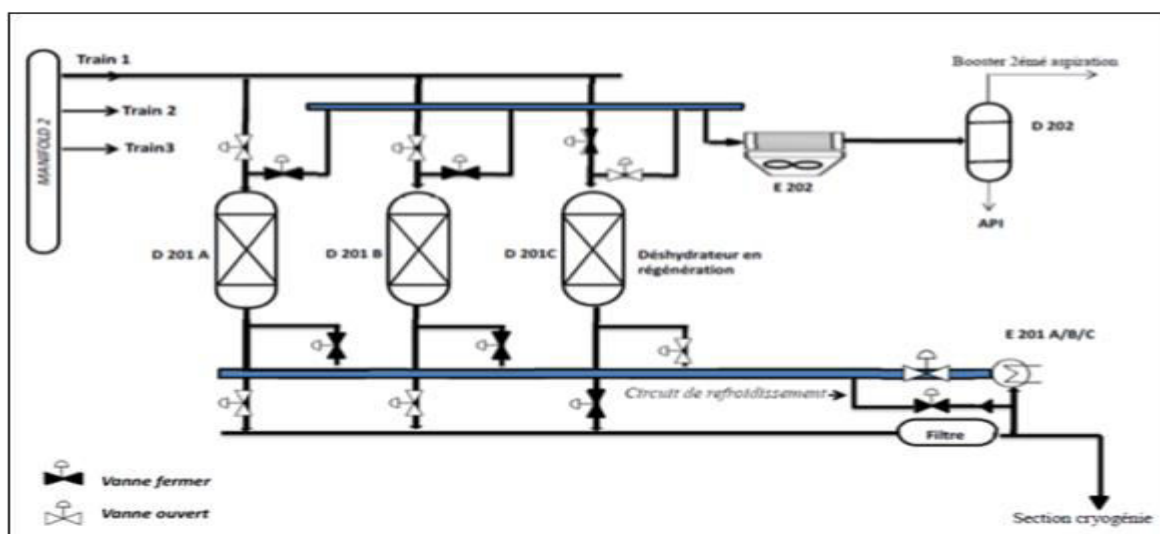 Train 1
Booster 2émé aspiration
Train 2
D 202
Train3
MANIFOLD 2
E 202
API
D 201 A
D 201 B
D 201C
Déshydrateur en
régénération
E 201 A/B/C
Circuit de refroidissement
Filtre
Vanne fermer
Vanne ouvert
Section cryogénie